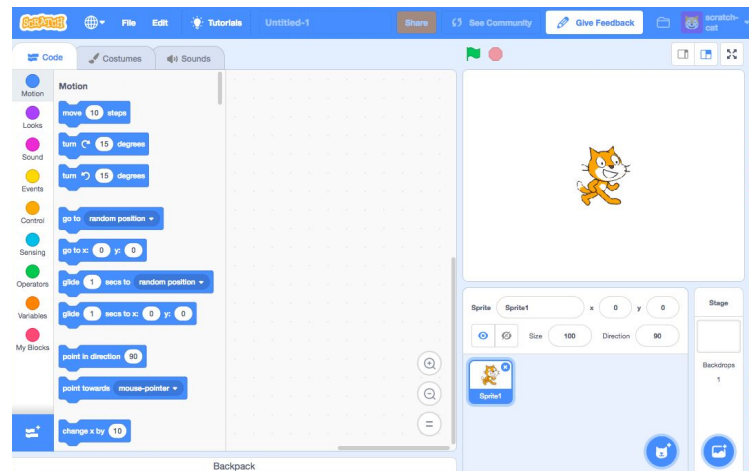 SCRATCH File Edit Tutorials Untitled-1 Share See Community Give Feedback scratch-cat
Code Costumes Sounds
Motion
Looks
Sound
Events
Control
Sensing
Operators
Variables
My Blocks
Motion
move 10 steps
turn 15 degrees
turn 15 degrees
go to random position
go to x: 0 y: 0
glide 1 secs to random position
glide 1 secs to x: 0 y: 0
point in direction 90
point towards mouse-pointer
change x by 10
Backpack
Sprite Sprite1 x 0 y 0
Size 100 Direction 90
Sprite1
Stage
Backdrops
1